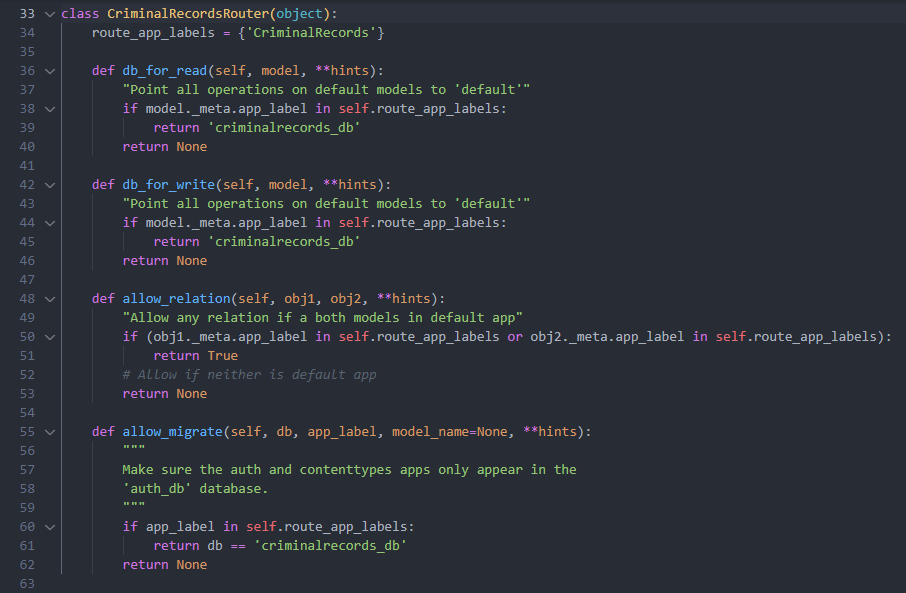 33 class CriminalRecordsRouter(object):
34     route_app_labels = {'CriminalRecords'}
35
36     def db_for_read(self, model, **hints):
37         "Point all operations on default models to 'default'"
38         if model._meta.app_label in self.route_app_labels:
39             return 'criminalrecords_db'
40         return None
41
42     def db_for_write(self, model, **hints):
43         "Point all operations on default models to 'default'"
44         if model._meta.app_label in self.route_app_labels:
45             return 'criminalrecords_db'
46         return None
47
48     def allow_relation(self, obj1, obj2, **hints):
49         "Allow any relation if a both models in default app"
50         if (obj1._meta.app_label in self.route_app_labels or obj2._meta.app_label in self.route_app_labels):
51             return True
52         # Allow if neither is default app
53         return None
54
55     def allow_migrate(self, db, app_label, model_name=None, **hints):
56         """
57         Make sure the auth and contenttypes apps only appear in the
58         'auth_db' database.
59         """
60         if app_label in self.route_app_labels:
61             return db == 'criminalrecords_db'
62         return None
63